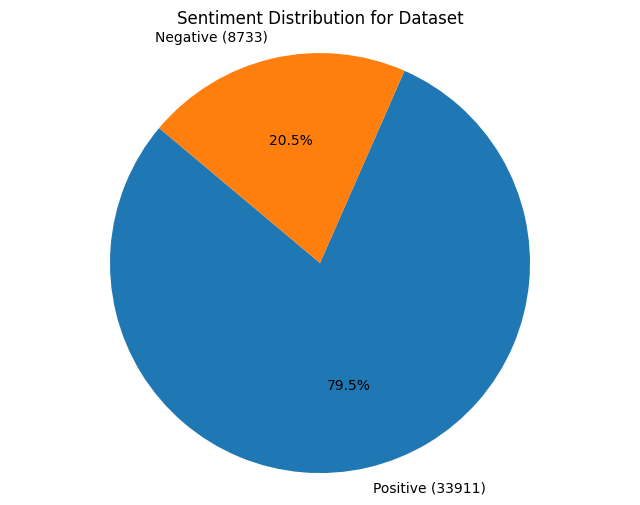 Sentiment Distribution for Dataset
Negative (8733)
20.5%
79.5%
Positive (33911)